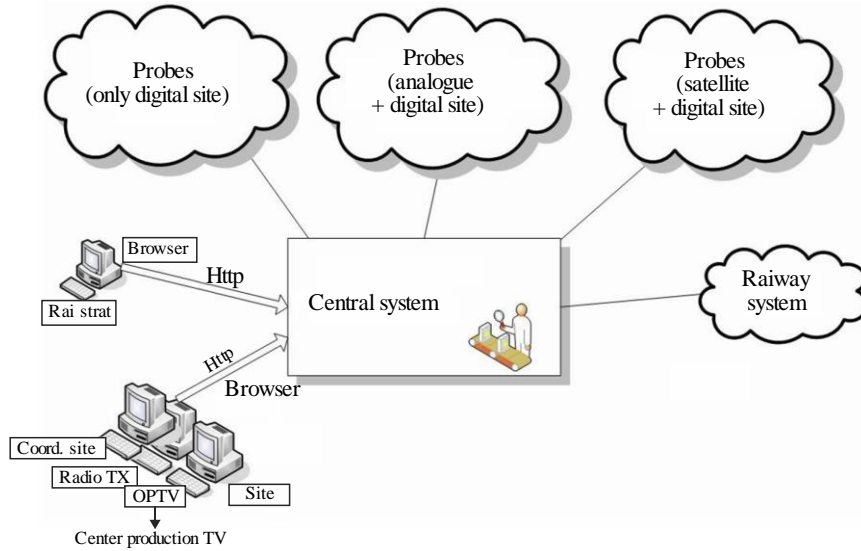 Probes
(only digital site)
Probes
(analogue
+ digital site)
Probes
(satellite
+ digital site)
Browser
Http
Rai strat
Central system
Raiway
system
Http
Browser
Coord. site
Radio TX
OPTV
Site
Center production TV